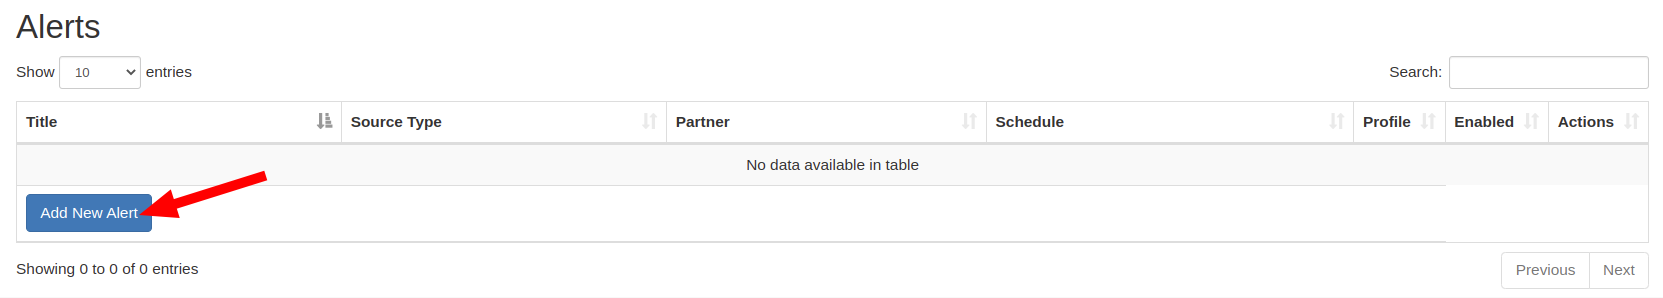 Alerts
Show 10 entries Search:
Title Source Type Partner Schedule Profile Enabled Actions
No data available in table
Add New Alert
Showing 0 to 0 of 0 entries Previous Next